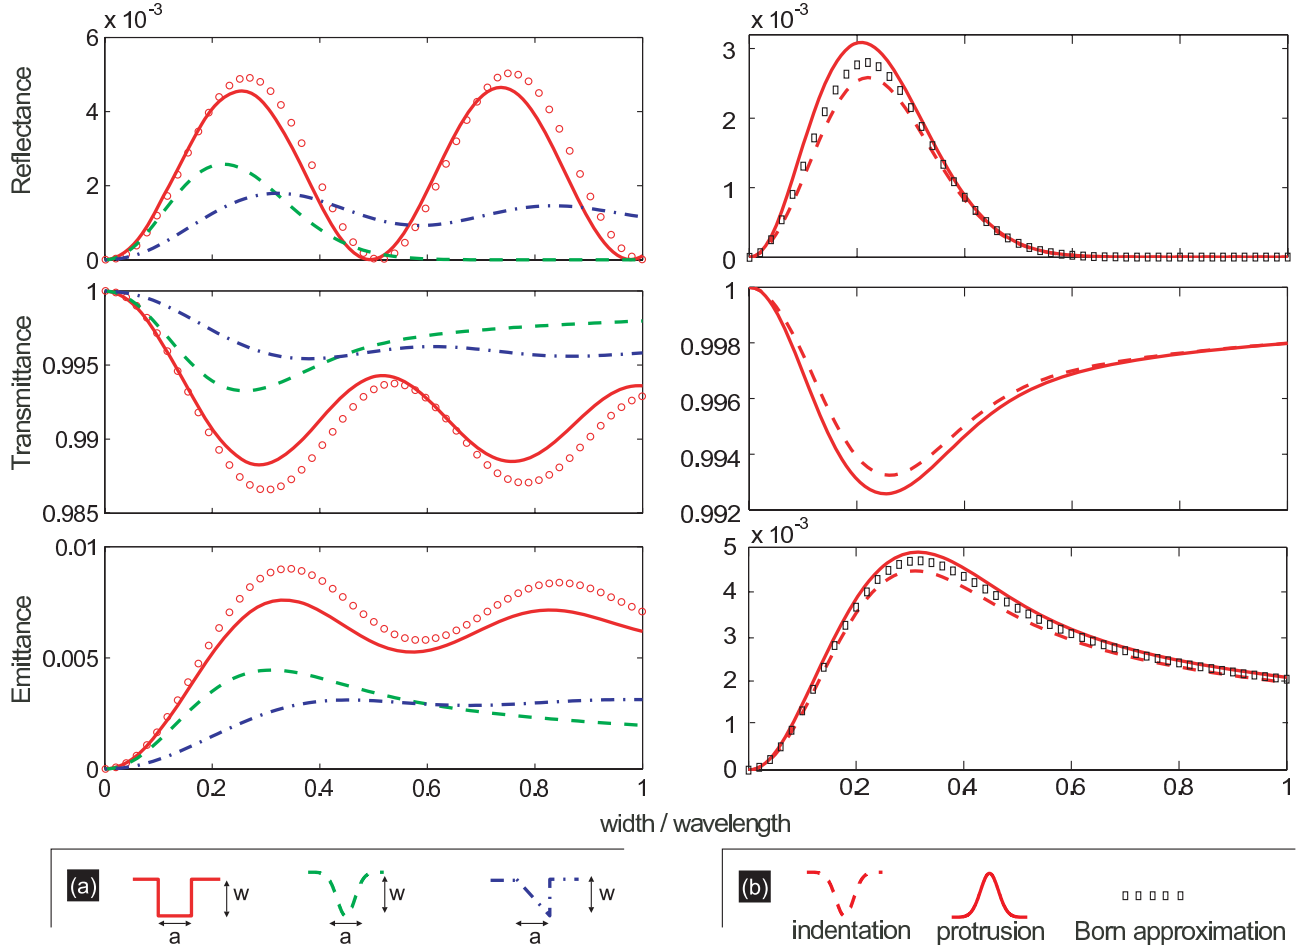 x 10⁻³
6
4
2
0
Reflectance
1
0.995
0.99
0.985
Transmittance
0.01
0.005
0
Emittance
0 0.2 0.4 0.6 0.8 1
x 10⁻³
3
2
1
0
1
0.998
0.996
0.994
0.992
x 10⁻³
5
4
3
2
1
0
0.2 0.4 0.6 0.8 1
width / wavelength
(a) w w w
a a a
(b)
indentation protrusion Born approximation